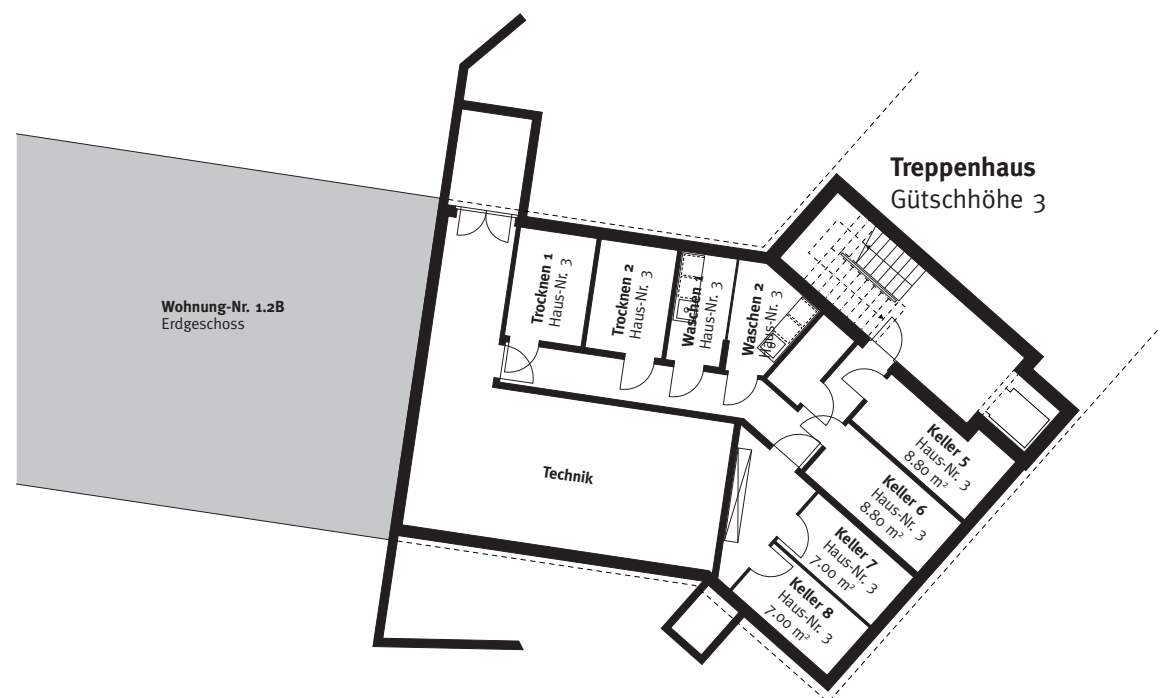 Treppenhaus
Gütschhöhe 3
Wohnung-Nr. 1.2B
Erdgeschoss
Trocknen 1
Haus-Nr. 3
Trocknen 2
Haus-Nr. 3
Waschen 1
Haus-Nr. 3
Waschen 2
Haus-Nr. 3
Technik
Keller 5
Haus-Nr. 3
8.80 m²
Keller 6
Haus-Nr. 3
8.80 m²
Keller 7
Haus-Nr. 3
7.00 m²
Keller 8
Haus-Nr. 3
7.00 m²